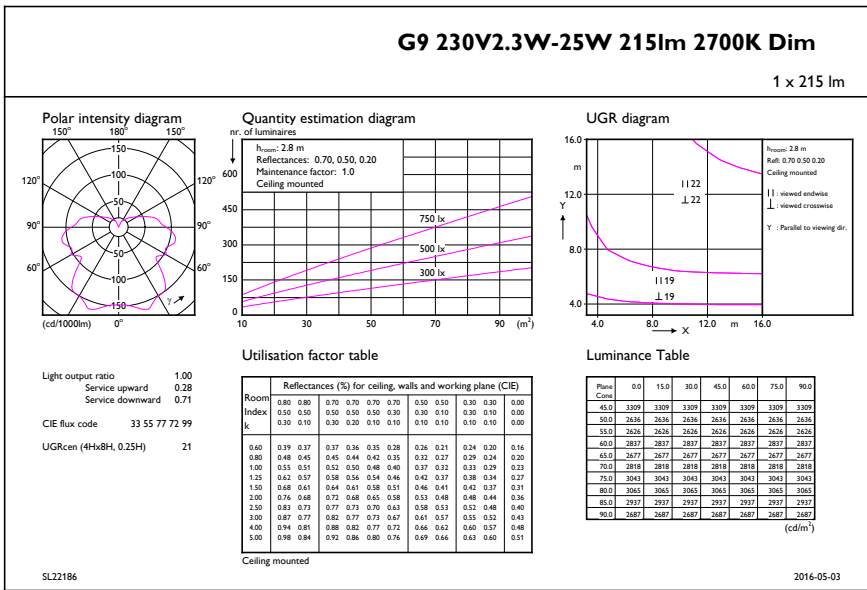 G9 230V2.3W-25W 215lm 2700K Dim
1 x 215 lm
Polar intensity diagram
150° 180° 150°
150
120° 100 120°
50
90° 90°
50
60° 100 60°
150 γ
(cd/1000lm) 0°
Quantity estimation diagram
nr. of luminaires
hroom: 2.8 m
Reflectances: 0.70, 0.50, 0.20
Maintenance factor: 1.0
Ceiling mounted
600
450
750 lx
300
500 lx
150
300 lx
0
10 30 50 70 90 (m²)
UGR diagram
16.0
m
12.0
Y
8.0
4.0
|| 22
⊥ 22
|| 19
⊥ 19
4.0 8.0 12.0 m 16.0
X
hroom: 2.8 m
Refl: 0.70 0.50 0.20
Ceiling mounted
|| : viewed endwise
⊥ : viewed crosswise
Y : Parallel to viewing dir.
Light output ratio 1.00
Service upward 0.28
Service downward 0.71
CIE flux code 33 55 77 72 99
UGRcen (4Hx8H, 0.25H) 21
Utilisation factor table
Reflectances (%) for ceiling, walls and working plane (CIE)
Room 0.80 0.80 0.70 0.70 0.70 0.70 0.50 0.50 0.30 0.30 0.00
Index 0.50 0.50 0.50 0.50 0.50 0.30 0.30 0.10 0.30 0.10 0.00
k 0.30 0.10 0.30 0.20 0.10 0.10 0.10 0.10 0.10 0.10 0.00
0.60 0.39 0.37 0.37 0.36 0.35 0.28 0.26 0.21 0.24 0.20 0.16
0.80 0.48 0.45 0.45 0.44 0.42 0.35 0.32 0.27 0.29 0.24 0.20
1.00 0.55 0.51 0.52 0.50 0.48 0.40 0.37 0.32 0.33 0.29 0.23
1.25 0.62 0.57 0.58 0.56 0.54 0.46 0.42 0.37 0.38 0.34 0.27
1.50 0.68 0.61 0.64 0.61 0.58 0.51 0.46 0.41 0.42 0.37 0.31
2.00 0.76 0.68 0.72 0.68 0.65 0.58 0.53 0.48 0.48 0.44 0.36
2.50 0.83 0.73 0.77 0.73 0.70 0.63 0.58 0.53 0.52 0.48 0.40
3.00 0.87 0.77 0.82 0.77 0.73 0.67 0.61 0.57 0.55 0.52 0.43
4.00 0.94 0.81 0.88 0.82 0.77 0.72 0.66 0.62 0.60 0.57 0.48
5.00 0.98 0.84 0.92 0.86 0.80 0.76 0.69 0.66 0.63 0.60 0.51
Ceiling mounted
Luminance Table
Plane 0.0 15.0 30.0 45.0 60.0 75.0 90.0
Cone
45.0 3309 3309 3309 3309 3309 3309 3309
50.0 2636 2636 2636 2636 2636 2636 2636
55.0 2626 2626 2626 2626 2626 2626 2626
60.0 2837 2837 2837 2837 2837 2837 2837
65.0 2677 2677 2677 2677 2677 2677 2677
70.0 2818 2818 2818 2818 2818 2818 2818
75.0 3043 3043 3043 3043 3043 3043 3043
80.0 3065 3065 3065 3065 3065 3065 3065
85.0 2937 2937 2937 2937 2937 2937 2937
90.0 2687 2687 2687 2687 2687 2687 2687
(cd/m²)
SL22186
2016-05-03